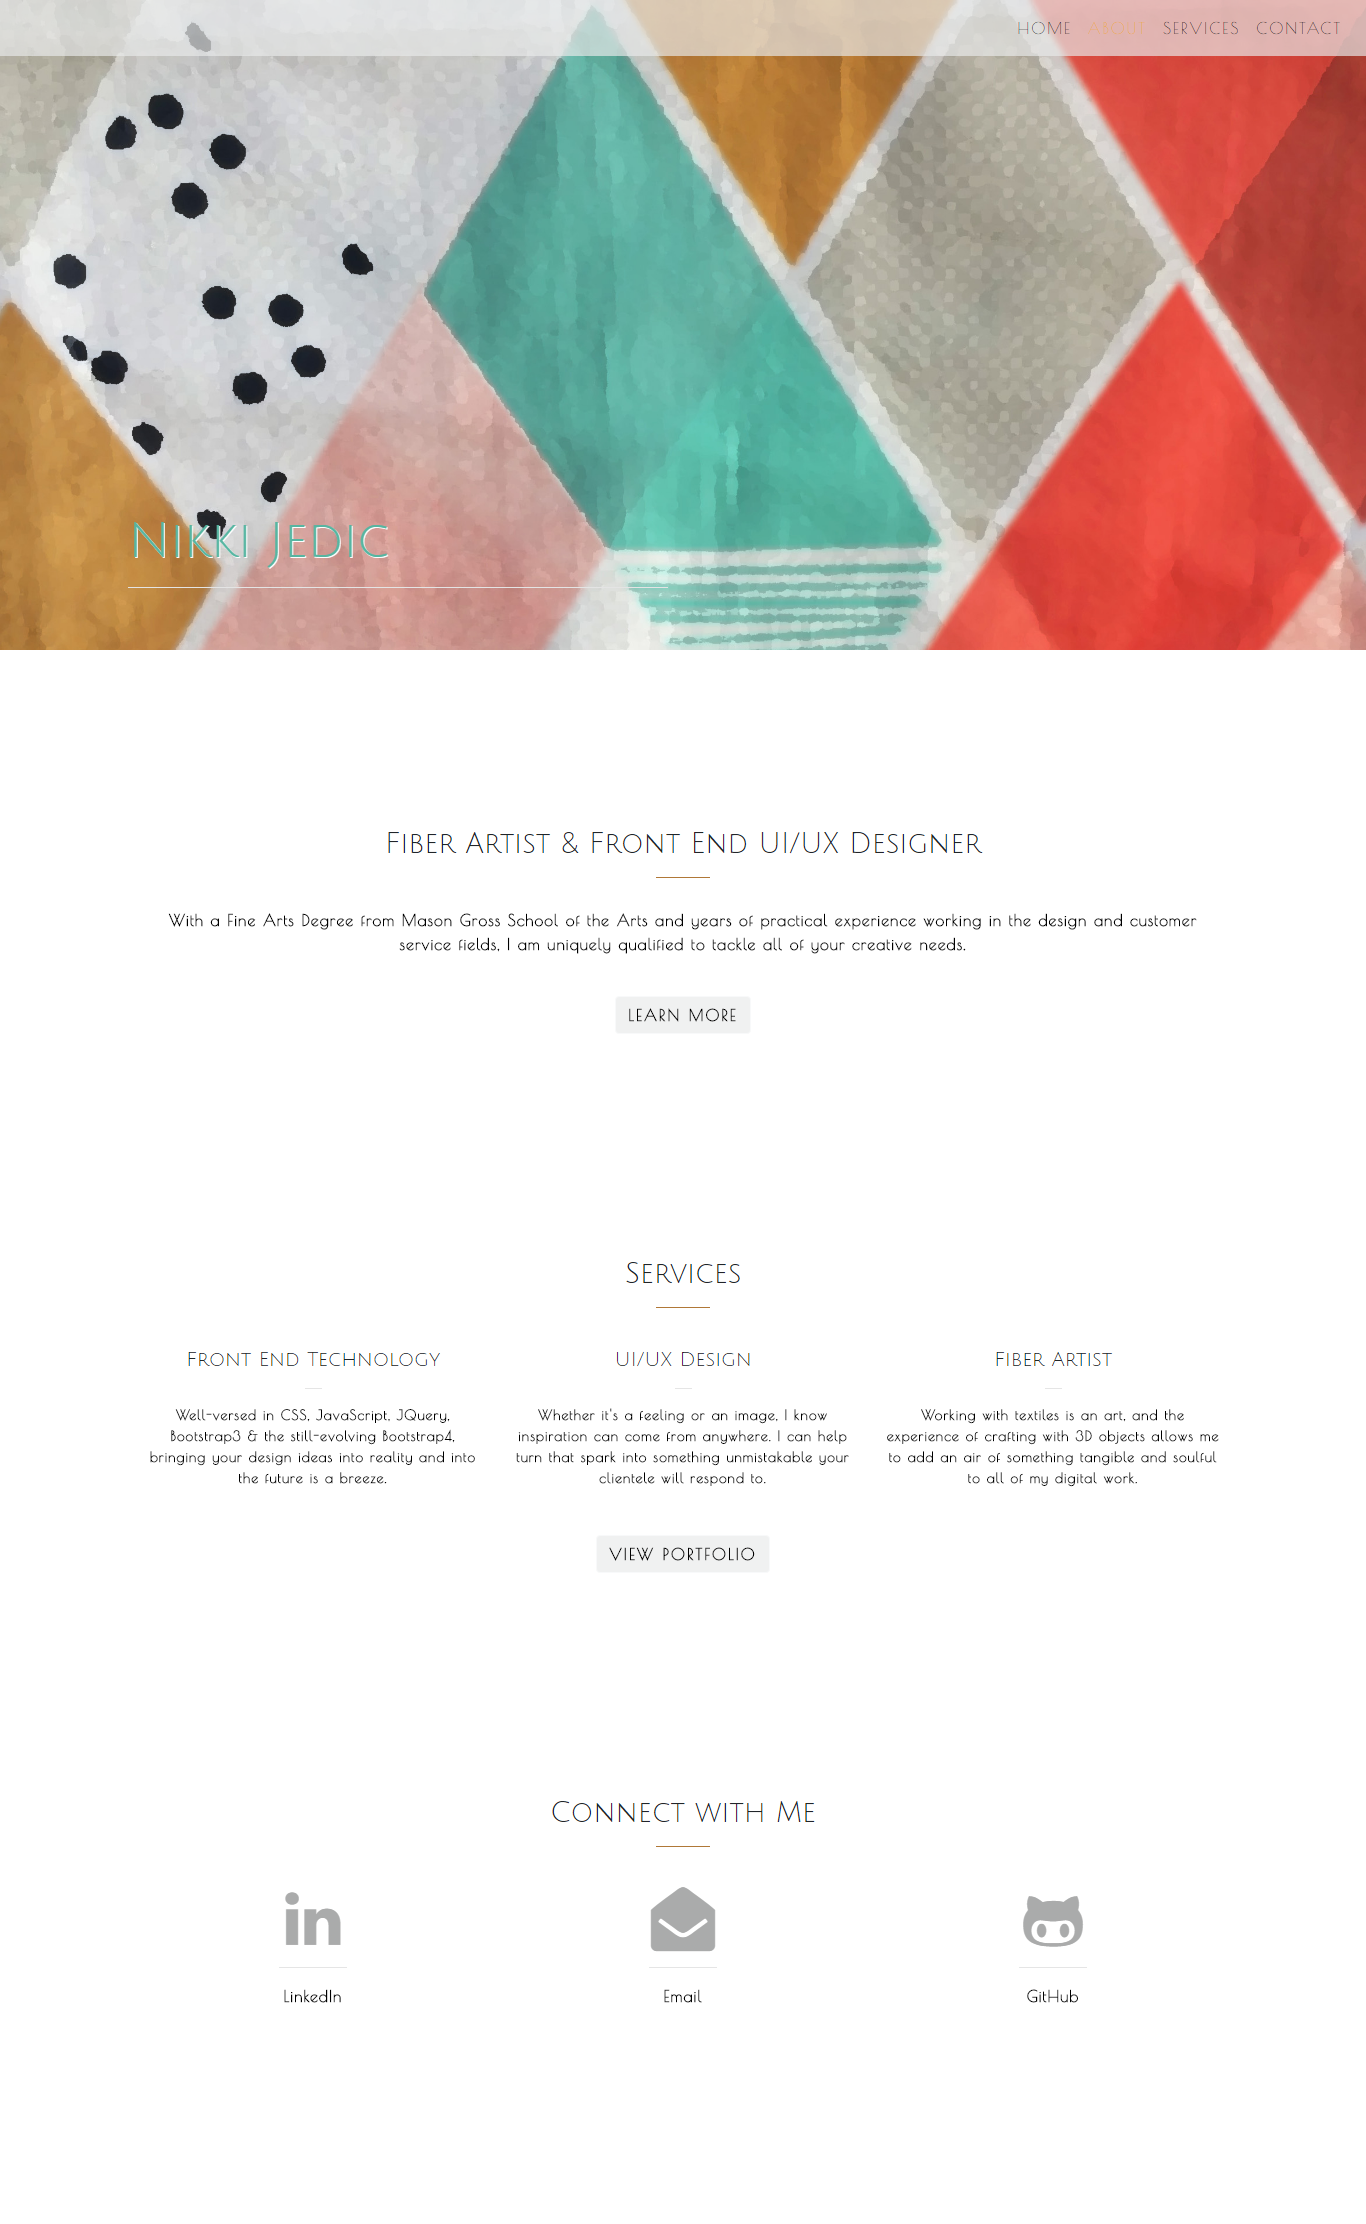 HOME ABOUT SERVICES CONTACT
Nikki Jedic
Fiber Artist & Front End UI/UX Designer
With a Fine Arts Degree from Mason Gross School of the Arts and years of practical experience working in the design and customer
service fields, I am uniquely qualified to tackle all of your creative needs.
LEARN MORE
Services
Front End Technology
Well-versed in CSS, JavaScript, JQuery,
Bootstrap3 & the still-evolving Bootstrap4,
bringing your design ideas into reality and into
the future is a breeze.
UI/UX Design
Whether it's a feeling or an image, I know
inspiration can come from anywhere. I can help
turn that spark into something unmistakable your
clientele will respond to.
Fiber Artist
Working with textiles is an art, and the
experience of crafting with 3D objects allows me
to add an air of something tangible and soulful
to all of my digital work.
VIEW PORTFOLIO
Connect with Me
in
LinkedIn
Email
GitHub